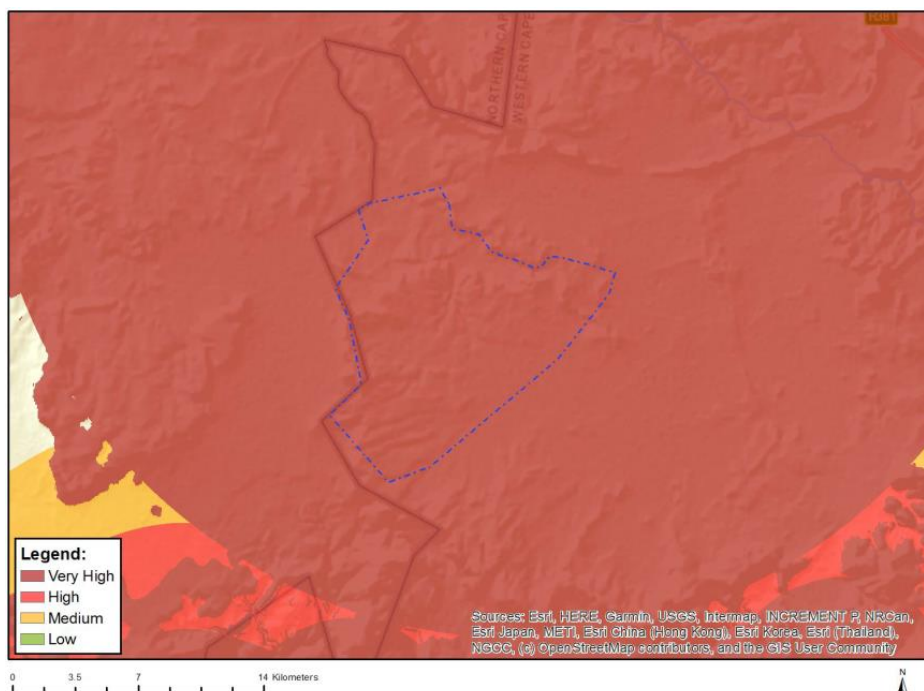 R381
NORTHERN CAPE
WESTERN CAPE
Legend:
Very High
High
Medium
Low
Sources: Esri, HERE, Garmin, USGS, Intermap, INCREMENT P, NRCan,
Esri Japan, METI, Esri China (Hong Kong), Esri Korea, Esri (Thailand),
NGCC, (c) OpenStreetMap contributors, and the GIS User Community
0 3.5 7 14 Kilometers
N